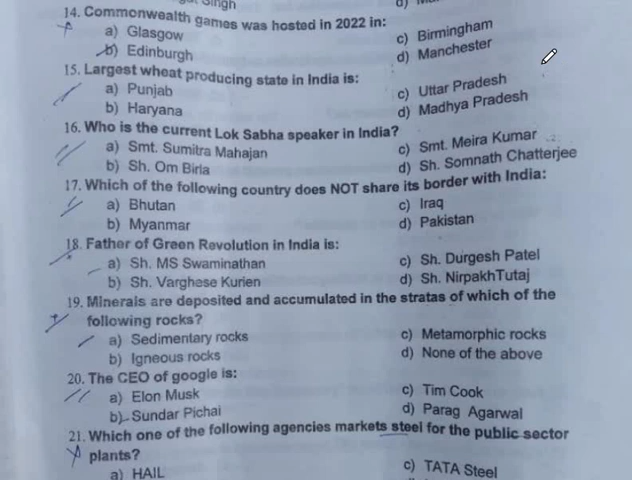 14. Commonwealth games was hosted in 2022 in:
a) Glasgow
c) Birmingham
b) Edinburgh
d) Manchester
15. Largest wheat producing state in India is:
a) Punjab
c) Uttar Pradesh
b) Haryana
d) Madhya Pradesh
16. Who is the current Lok Sabha speaker in India?
a) Smt. Sumitra Mahajan
c) Smt. Meira Kumar
b) Sh. Om Birla
d) Sh. Somnath Chatterjee
17. Which of the following country does NOT share its border with India:
a) Bhutan
c) Iraq
b) Myanmar
d) Pakistan
18. Father of Green Revolution in India is:
a) Sh. MS Swaminathan
c) Sh. Durgesh Patel
b) Sh. Varghese Kurien
d) Sh. NirpakhTutaj
19. Minerals are deposited and accumulated in the stratas of which of the
following rocks?
a) Sedimentary rocks
c) Metamorphic rocks
b) Igneous rocks
d) None of the above
20. The CEO of google is:
a) Elon Musk
c) Tim Cook
b) Sundar Pichai
d) Parag Agarwal
21. Which one of the following agencies markets steel for the public sector
plants?
a) HAIL
c) TATA Steel